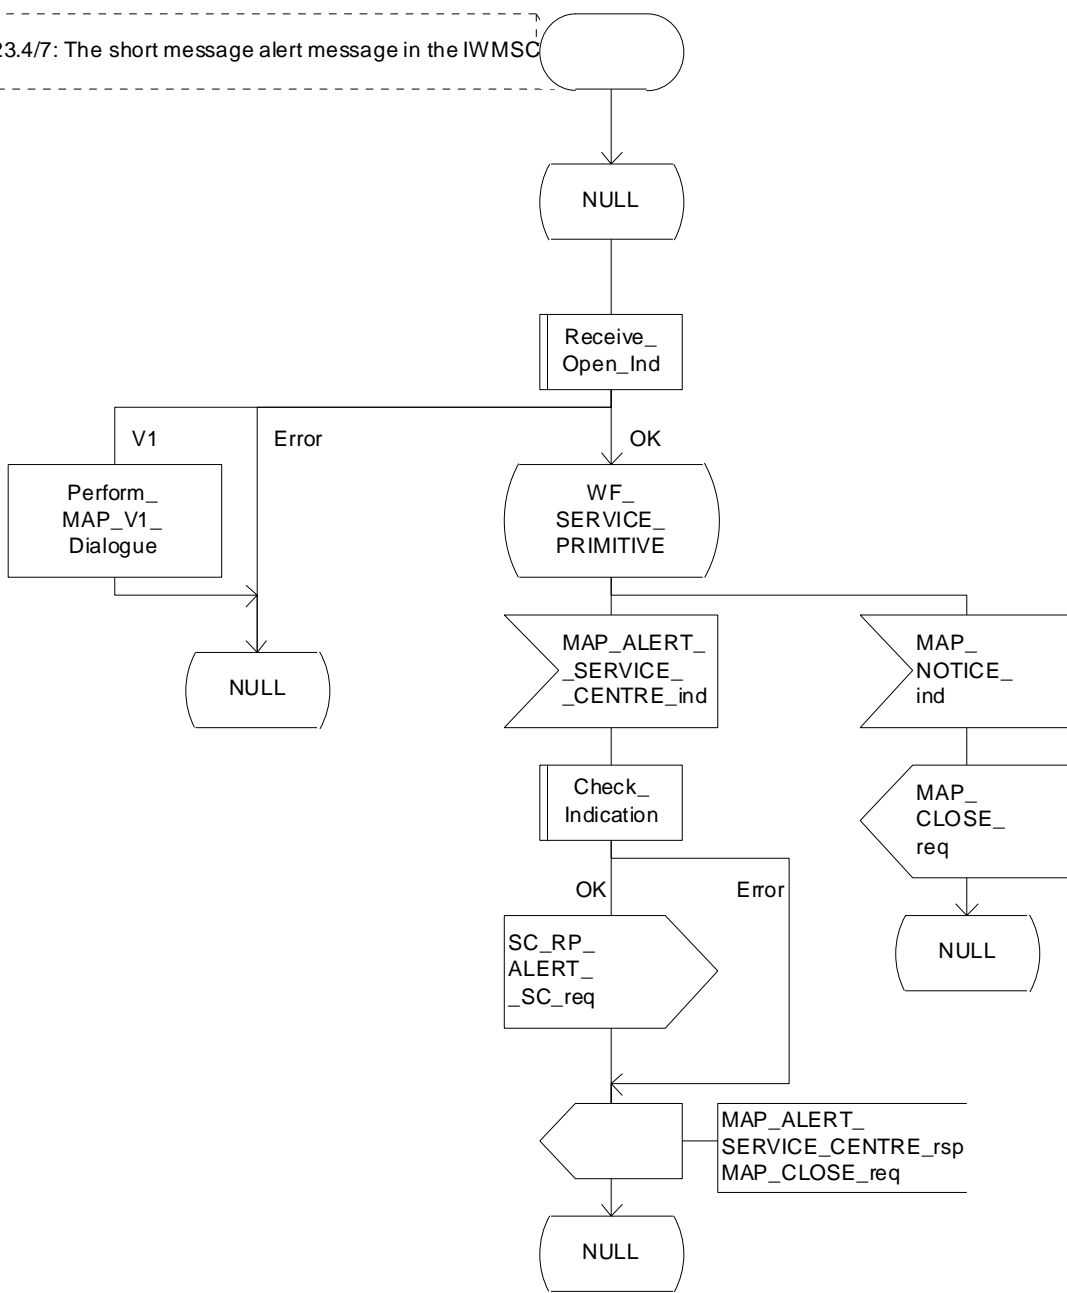 23.4/7: The short message alert message in the IWMSC
NULL
Receive_
Open_Ind
V1
Error
OK
Perform_
MAP_V1_
Dialogue
WF_
SERVICE_
PRIMITIVE
NULL
MAP_ALERT_
_SERVICE_
_CENTRE_ind
MAP_
NOTICE_
ind
Check_
Indication
MAP_
CLOSE_
req
OK
Error
SC_RP_
ALERT_
_SC_req
NULL
MAP_ALERT_
SERVICE_CENTRE_rsp
MAP_CLOSE_req
NULL